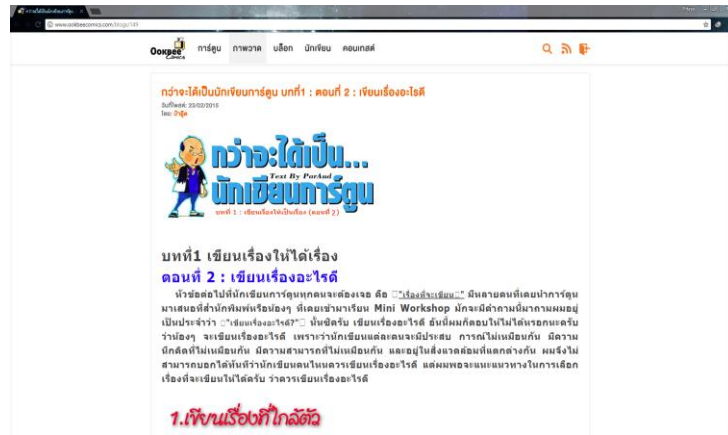 www.ookbeecomics.com/blogs/149
Ookbee Comics
การ์ตูน ภาพวาด บล็อก นักเขียน คอนเทสต์
กว่าจะได้เป็นนักเขียนการ์ตูน บทที่1 : ตอนที่ 2 : เขียนเรื่องอะไรดี
วันที่โพสต์: 23/02/2015
โดย: ป๋าอู๊ด
กว่าจะได้เป็น...
Text By ParAud
นักเขียนการ์ตูน
บทที่ 1 : เขียนเรื่องให้เป็นเรื่อง (ตอนที่ 2)
บทที่1 เขียนเรื่องให้ได้เรื่อง
ตอนที่ 2 : เขียนเรื่องอะไรดี
หัวข้อต่อไปที่นักเขียนการ์ตูนทุกคนจะต้องเจอ คือ "เรื่องที่จะเขียน" มีหลายคนที่เคยนำการ์ตูน
มาเสนอที่สำนักพิมพ์หรือน้องๆ ที่เคยเข้ามาเรียน Mini Workshop มักจะมีคำถามนี้มาถามผมอยู่
เป็นประจำว่า "เขียนเรื่องอะไรดี?" นั่นซิครับ เขียนเรื่องอะไรดี อันนี้ผมก็ตอบให้ไม่ได้หรอกนะครับ
ว่าน้องๆ จะเขียนเรื่องอะไรดี เพราะว่านักเขียนแต่ละคนจะมีประสบ การณ์ไม่เหมือนกัน มีความ
นึกคิดที่ไม่เหมือนกัน มีความสามารถที่ไม่เหมือนกัน และอยู่ในสิ่งแวดล้อมที่แตกต่างกัน ผมจึงไม่
สามารถบอกได้ทันทีว่านักเขียนคนไหนควรเขียนเรื่องอะไรดี แต่ผมพอจะแนะแนวทางในการเลือก
เรื่องที่จะเขียนให้ได้ครับ ว่าควรเขียนเรื่องอะไรดี
1.เขียนเรื่องที่ใกล้ตัว